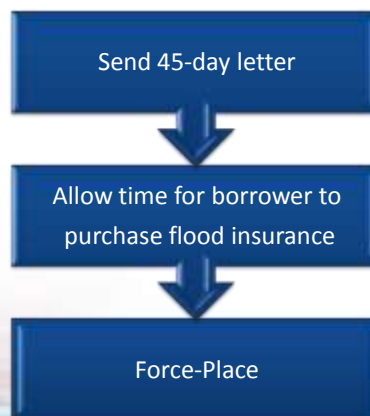 Send 45-day letter
Allow time for borrower to
purchase flood insurance
Force-Place